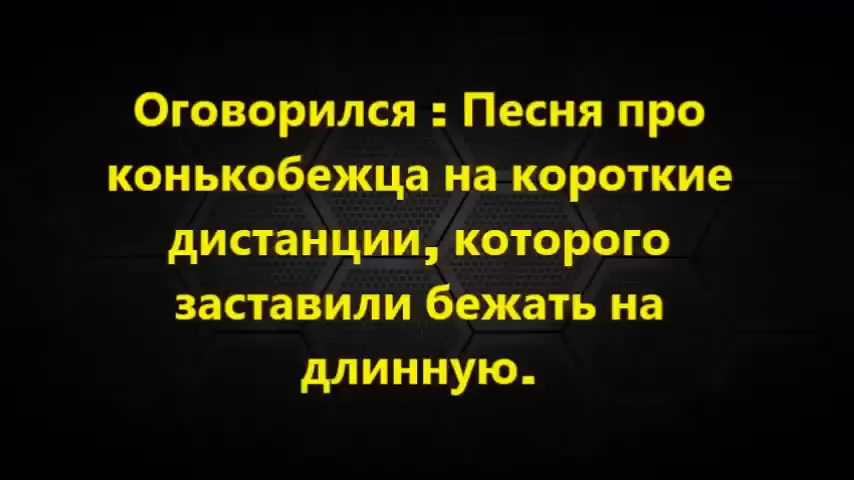 Оговорился : Песня про
конькобежца на короткие
дистанции, которого
заставили бежать на
длинную.